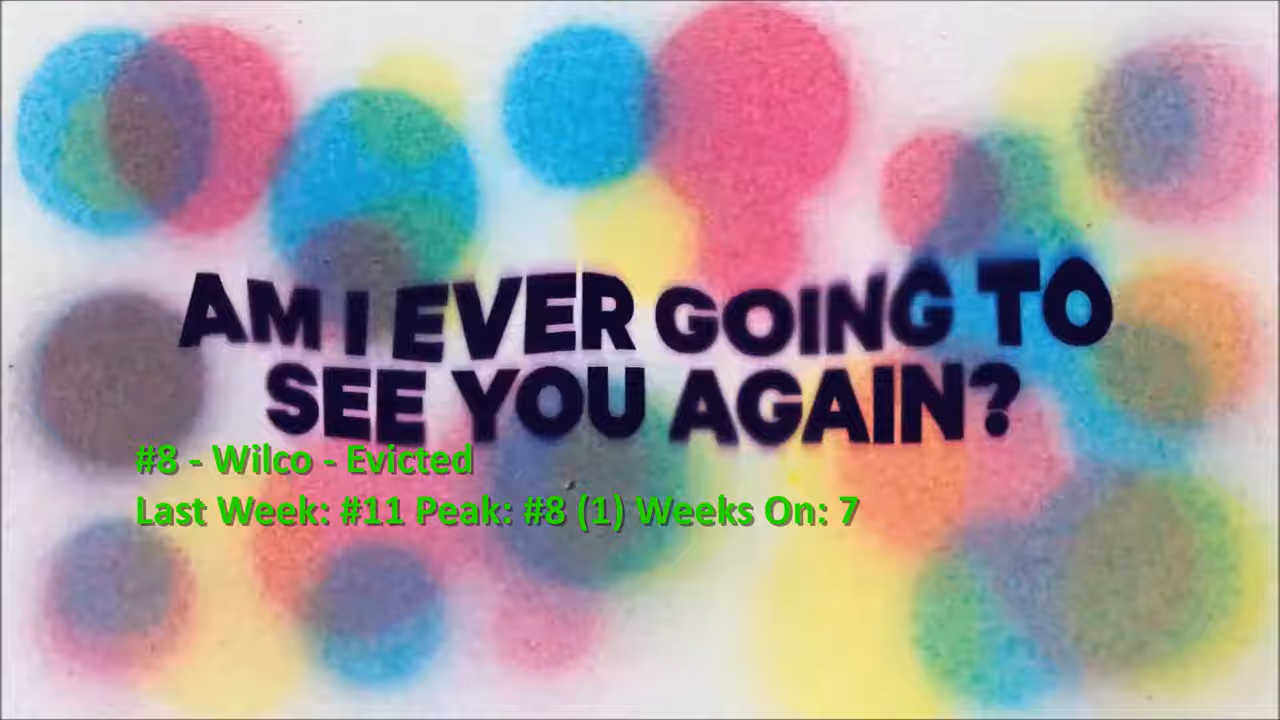 AM I EVER GOING TO
SEE YOU AGAIN?
#8 - Wilco - Evicted
Last Week: #11 Peak: #8 (1) Weeks On: 7